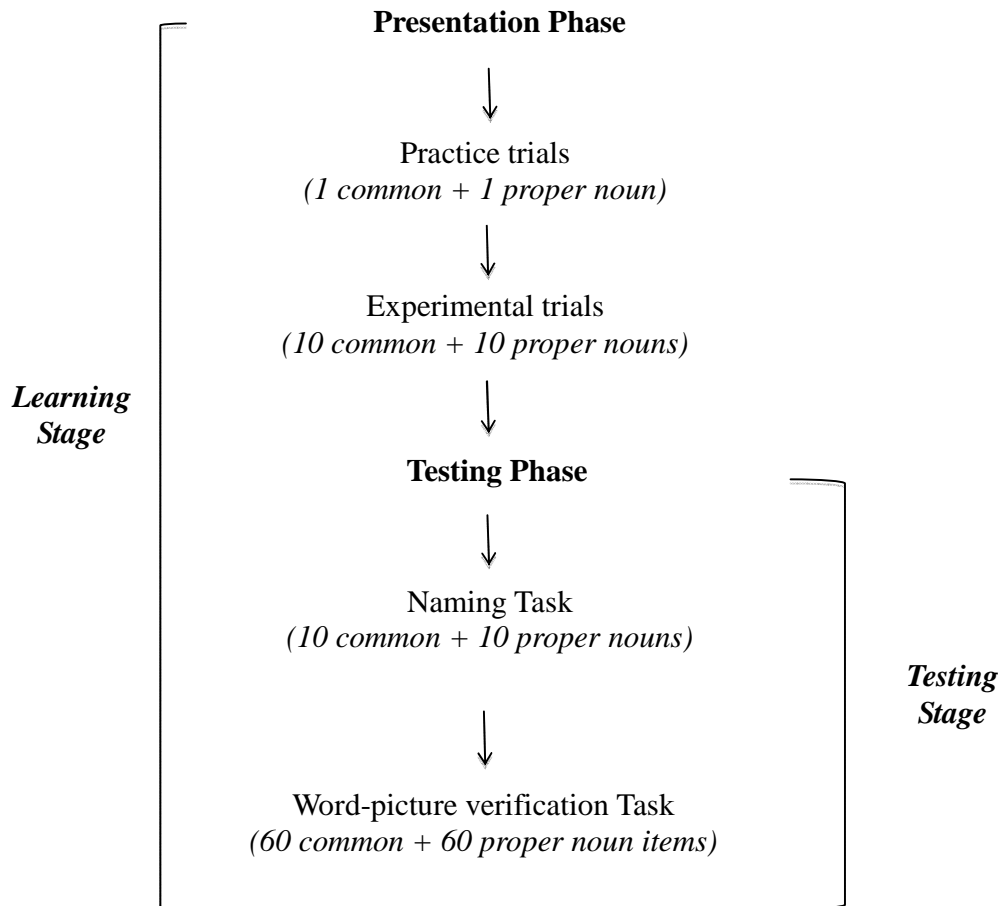 Presentation Phase
Practice trials
(1 common + 1 proper noun)
Experimental trials
(10 common + 10 proper nouns)
Learning
Stage
Testing Phase
Naming Task
(10 common + 10 proper nouns)
Testing
Stage
Word-picture verification Task
(60 common + 60 proper noun items)